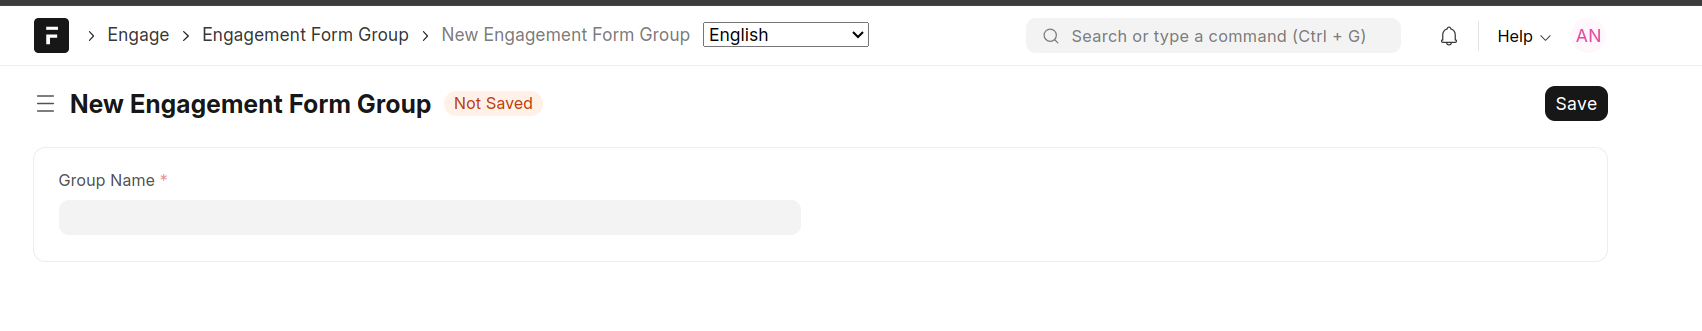 Engage > Engagement Form Group > New Engagement Form Group English Search or type a command (Ctrl + G) Help AN
New Engagement Form Group Not Saved Save
Group Name *